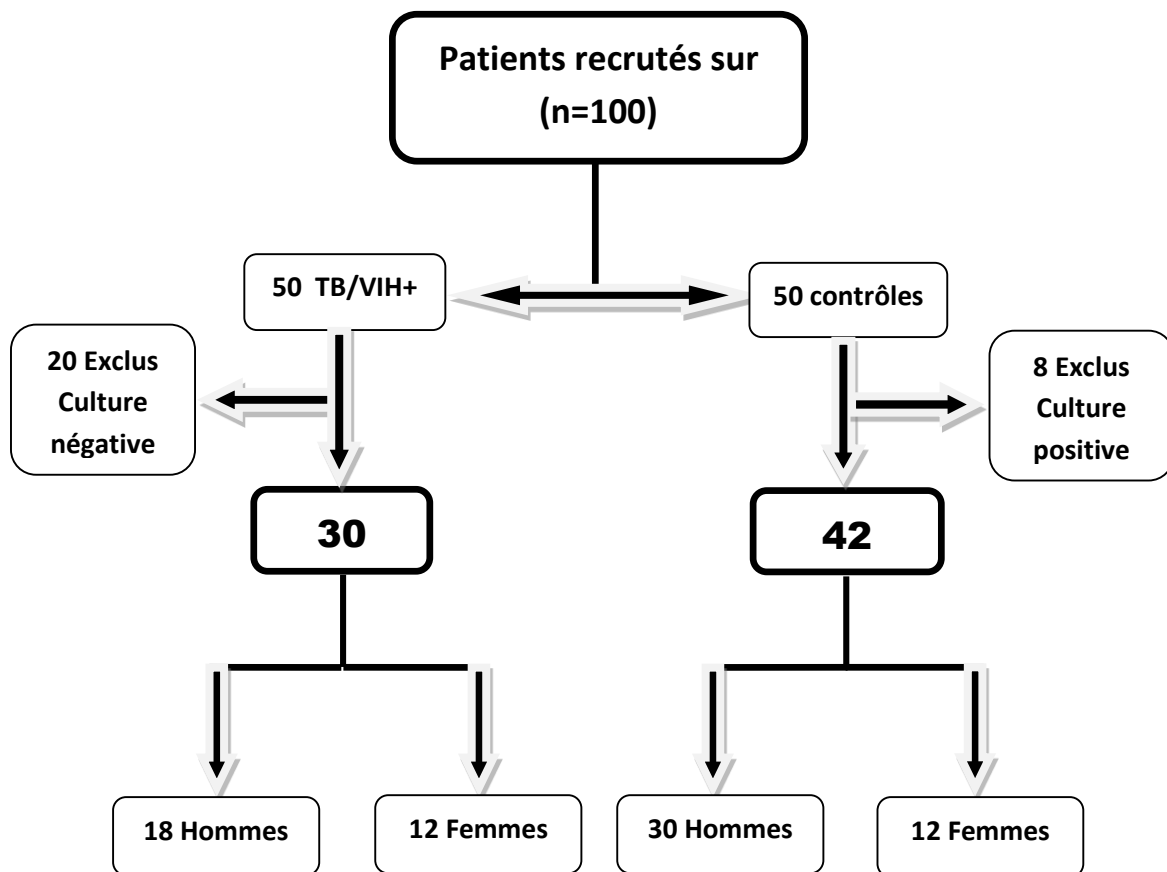 Patients recrutés sur
(n=100)
50 TB/VIH+
50 contrôles
20 Exclus
Culture
négative
8 Exclus
Culture
positive
30
42
18 Hommes
12 Femmes
30 Hommes
12 Femmes